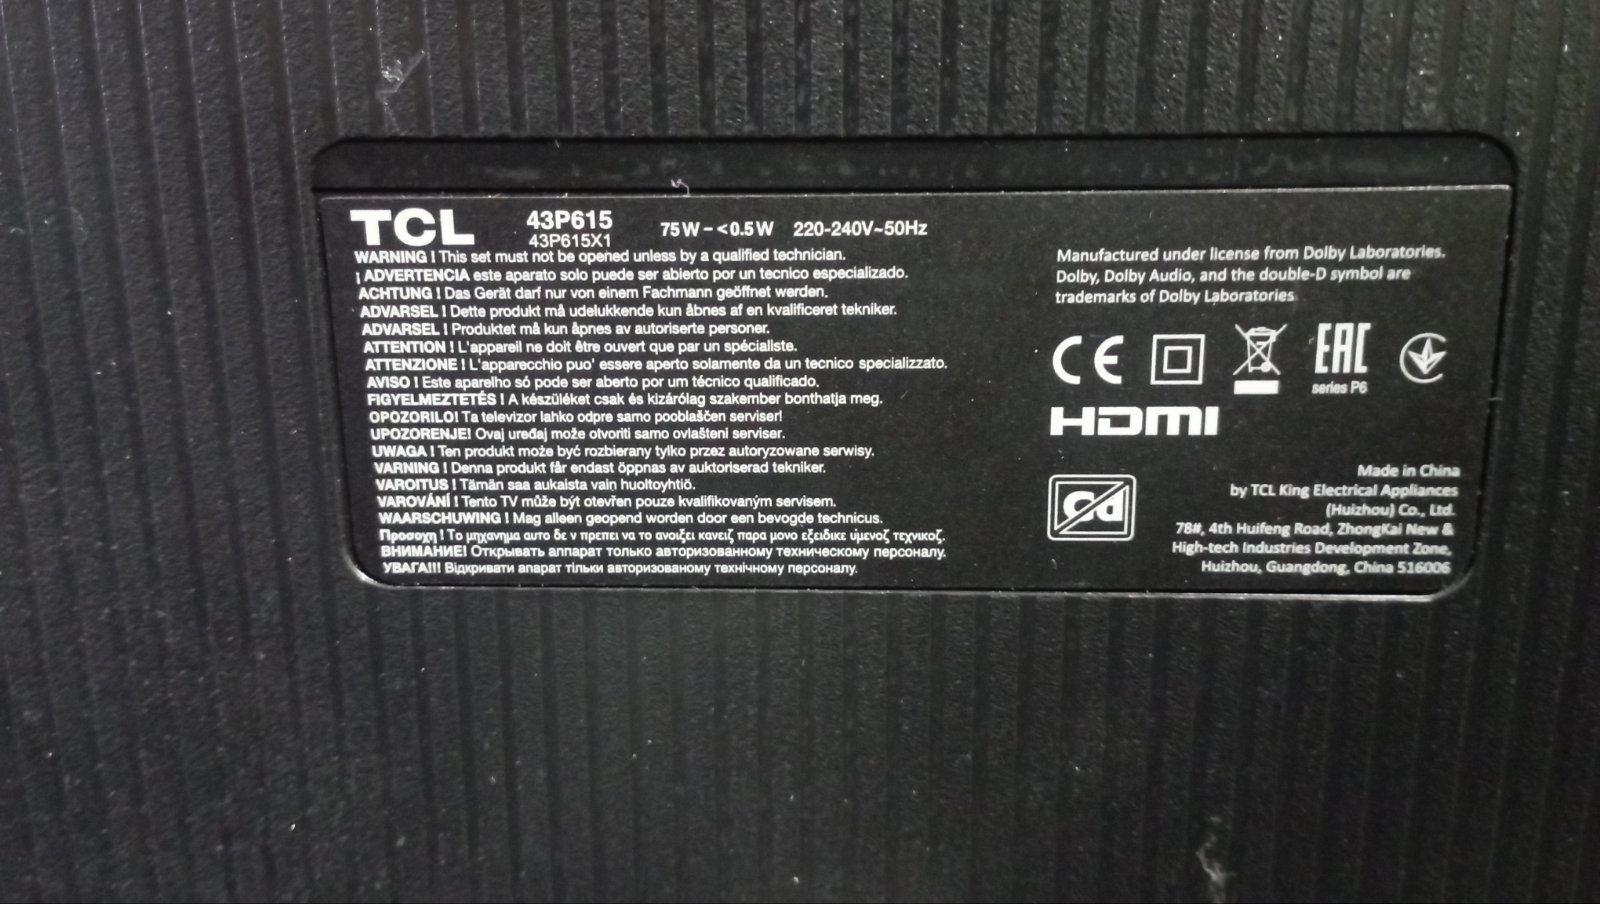 TCL
43P615
43P615X1
75W-<0.5W 220-240V~50Hz
WARNING ! This set must not be opened unless by a qualified technician.
¡ ADVERTENCIA este aparato solo puede ser abierto por un tecnico especializado.
ACHTUNG ! Das Gerät darf nur von einem Fachmann geöffnet werden.
ADVARSEL ! Dette produkt må udelukkende kun åbnes af en kvalificeret tekniker.
ADVARSEL ! Produktet må kun åpnes av autoriserte personer.
ATTENTION ! L'appareil ne doit être ouvert que par un spécialiste.
ATTENZIONE ! L'apparecchio puo' essere aperto solamente da un tecnico specializzato.
AVISO ! Este aparelho só pode ser aberto por um técnico qualificado.
FIGYELMEZTETÉS ! A készüléket csak és kizárólag szakember bonthatja meg.
OPOZORILO! Ta televizor lahko odpre samo pooblaščen serviser!
UPOZORENJE! Ovaj uređaj može otvoriti samo ovlašteni serviser.
UWAGA ! Ten produkt może być rozbierany tylko przez autoryzowane serwisy.
VARNING ! Denna produkt får endast öppnas av auktoriserad tekniker.
VAROITUS ! Tämän saa aukaista vain huoltoyhtiö.
VAROVÁNÍ ! Tento TV může být otevřen pouze kvalifikovaným servisem.
WAARSCHUWING ! Mag alleen geopend worden door een bevogde technicus.
Προσοχη ! Το μηχανημα αυτο δε ν πρεπει να το ανοιξει κανειζ παρα μονο εξειδικε ύμενοζ τεχνικοζ.
ВНИМАНИЕ! Открывать аппарат только авторизованному техническому персоналу.
УВАГА!!! Відкривати апарат тільки авторизованому технічному персоналу.
Manufactured under license from Dolby Laboratories.
Dolby, Dolby Audio, and the double-D symbol are
trademarks of Dolby Laboratories
CE
EAC
series P6
HDMI
Cd
Made in China
by TCL King Electrical Appliances
(Huizhou) Co., Ltd.
78#, 4th Huifeng Road, ZhongKai New &
High-tech Industries Development Zone,
Huizhou, Guangdong, China 516006